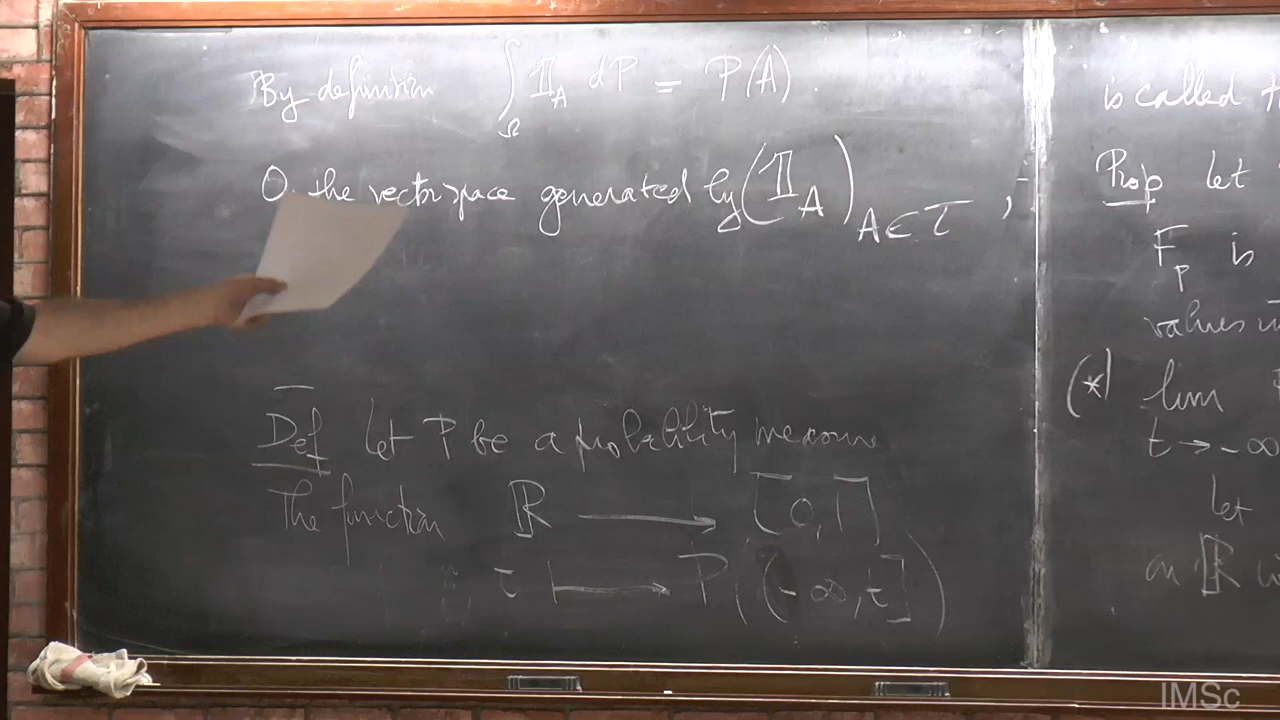 By definition ∫_Ω 𝟙_A dP = P(A).
On the vector space generated by (𝟙_A)_{A∈τ},
Def Let P be a probability measure
The function ℝ ⟶ [0,1]
t ⟼ P((-∞,t])
is called
Prop let
F_P is
values
(*) lim
t→-∞
let
on ℝ
IMSc